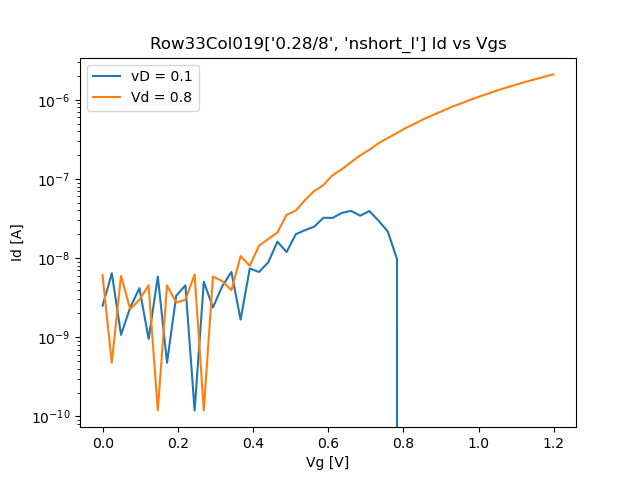 Row33Col019['0.28/8', 'nshort_l'] Id vs Vgs
vD = 0.1
Vd = 0.8
Id [A]
10⁻⁶
10⁻⁷
10⁻⁸
10⁻⁹
10⁻¹⁰
0.0 0.2 0.4 0.6 0.8 1.0 1.2
Vg [V]